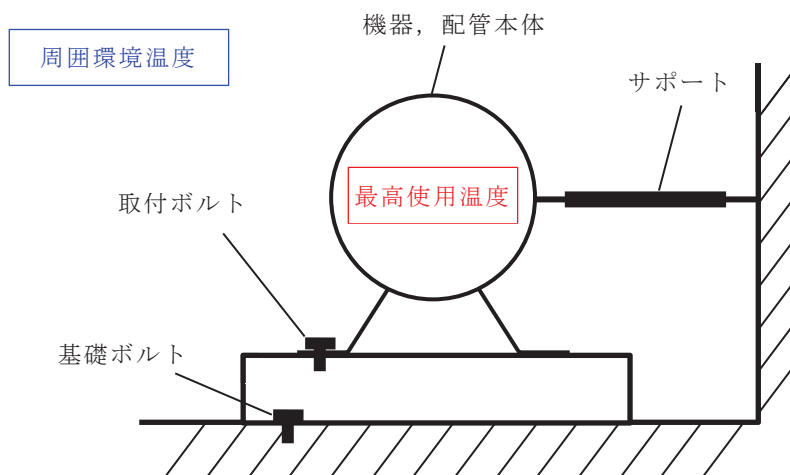 機器，配管本体
周囲環境温度
サポート
最高使用温度
取付ボルト
基礎ボルト